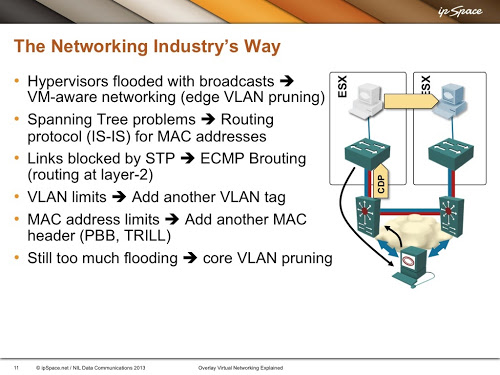 ip Space
The Networking Industry's Way
• Hypervisors flooded with broadcasts ➔
VM-aware networking (edge VLAN pruning)
• Spanning Tree problems ➔ Routing
protocol (IS-IS) for MAC addresses
• Links blocked by STP ➔ ECMP Brouting
(routing at layer-2)
• VLAN limits ➔ Add another VLAN tag
• MAC address limits ➔ Add another MAC
header (PBB, TRILL)
• Still too much flooding ➔ core VLAN pruning
ESX
ESX
CDP
11 © ipSpace.net / NIL Data Communications 2013 Overlay Virtual Networking Explained